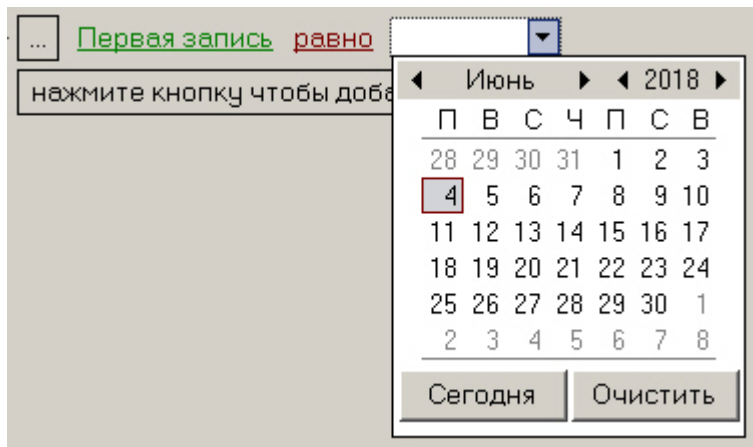 ... Первая запись равно
нажмите кнопку чтобы доба
Июнь 2018
П В С Ч П С В
28 29 30 31 1 2 3
4 5 6 7 8 9 10
11 12 13 14 15 16 17
18 19 20 21 22 23 24
25 26 27 28 29 30 1
2 3 4 5 6 7 8
Сегодня Очистить